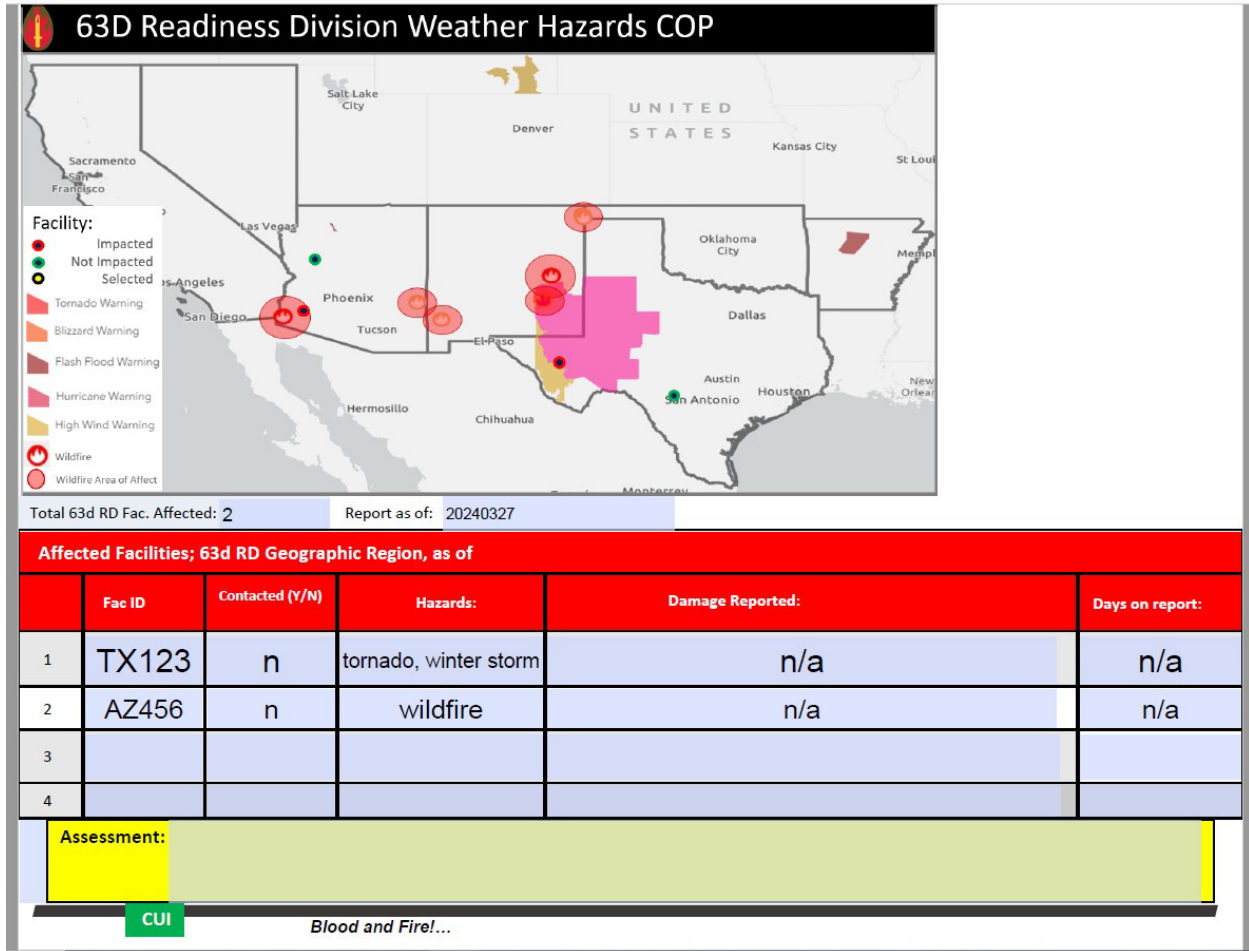 63D Readiness Division Weather Hazards COP
Salt Lake
City
UNITED
STATES
Denver
Kansas City
St Loui
Sacramento
San
Francisco
Las Vegas
Oklahoma
City
Memp
os Angeles
San Diego
Phoenix
Tucson
El Paso
Dallas
Austin
Houston
San Antonio
New
Orlean
Hermosillo
Chihuahua
Monterrey
Facility:
Impacted
Not Impacted
Selected
Tornado Warning
Blizzard Warning
Flash Flood Warning
Hurricane Warning
High Wind Warning
Wildfire
Wildfire Area of Affect
Total 63d RD Fac. Affected: 2 Report as of: 20240327
Affected Facilities; 63d RD Geographic Region, as of
Fac ID Contacted (Y/N) Hazards: Damage Reported: Days on report:
1 TX123 n tornado, winter storm n/a n/a
2 AZ456 n wildfire n/a n/a
3
4
Assessment:
CUI
Blood and Fire!...